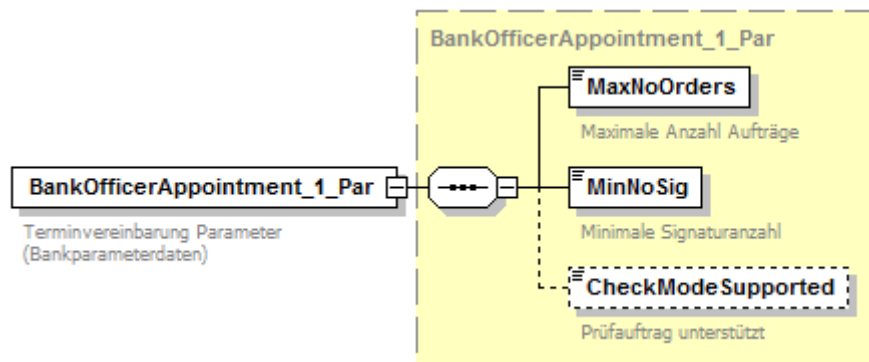 BankOfficerAppointment_1_Par
MaxNoOrders
Maximale Anzahl Aufträge
BankOfficerAppointment_1_Par
Terminvereinbarung Parameter
(Bankparameterdaten)
MinNoSig
Minimale Signaturanzahl
CheckModeSupported
Prüfauftrag unterstützt